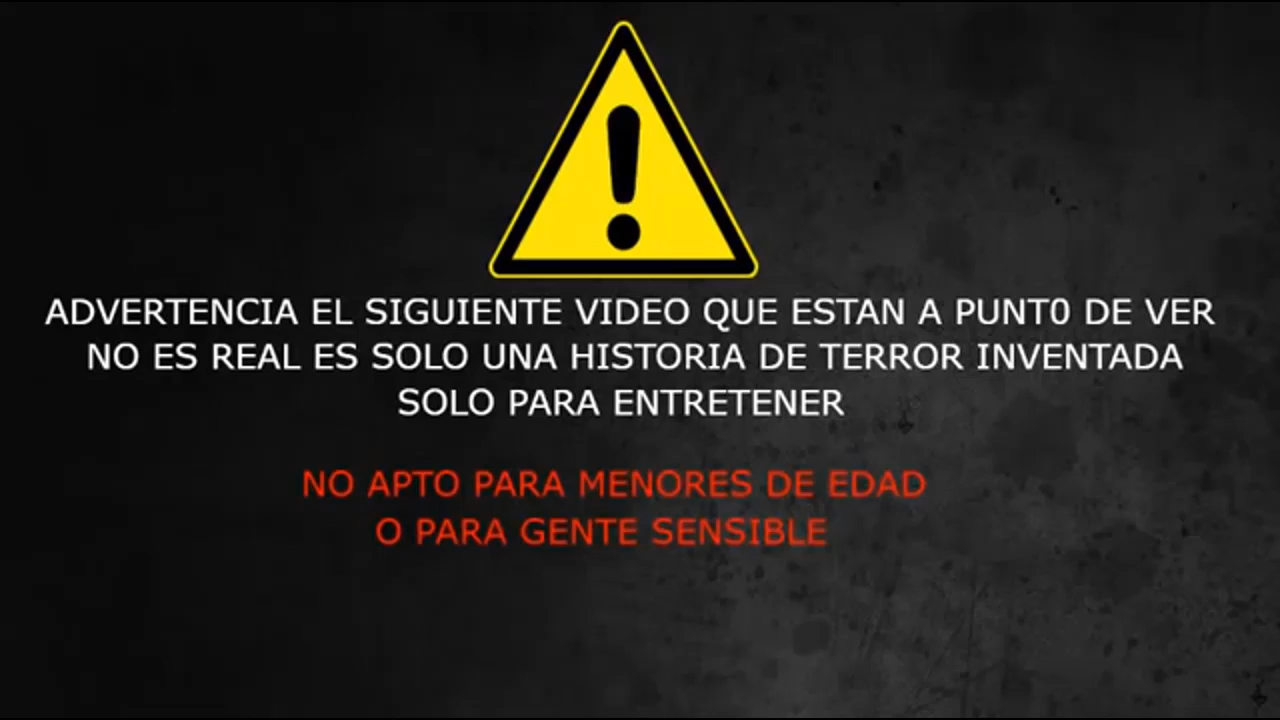 ADVERTENCIA EL SIGUIENTE VIDEO QUE ESTAN A PUNT0 DE VER
NO ES REAL ES SOLO UNA HISTORIA DE TERROR INVENTADA
SOLO PARA ENTRETENER
NO APTO PARA MENORES DE EDAD
O PARA GENTE SENSIBLE